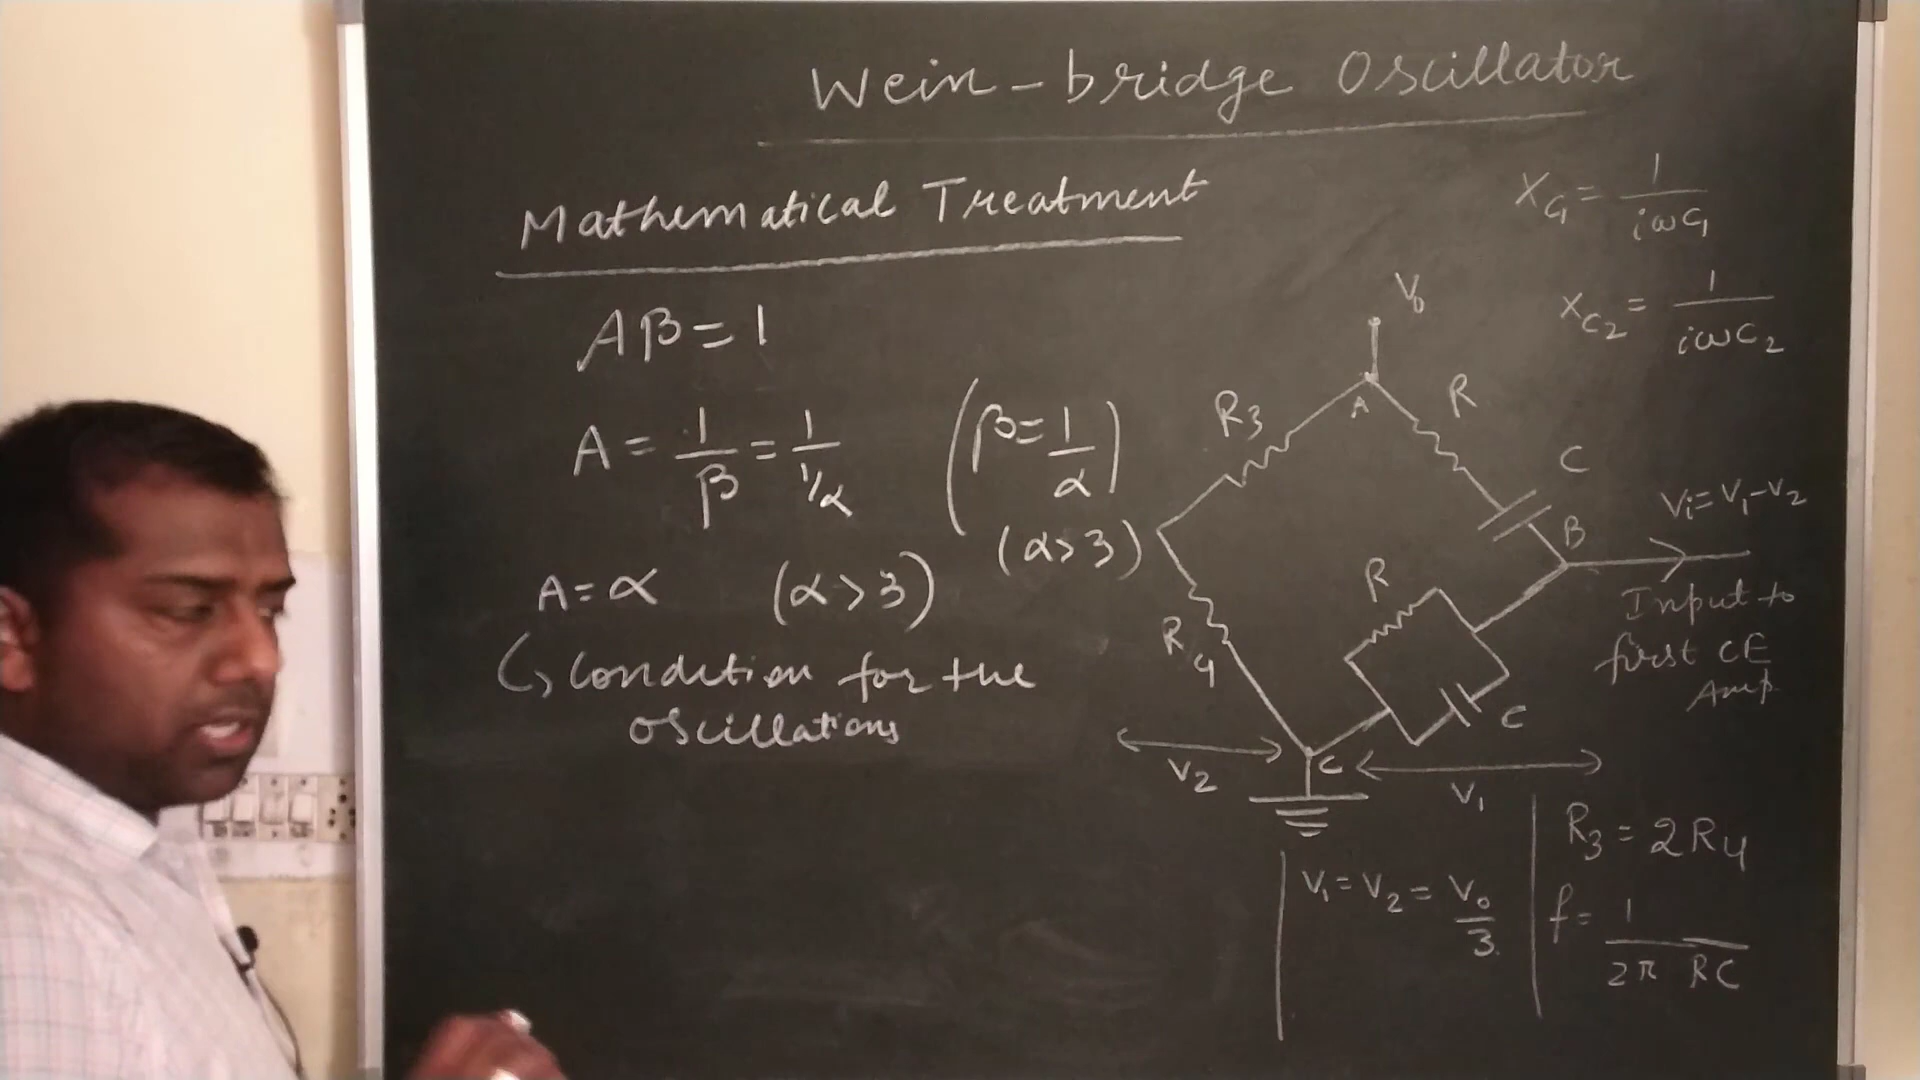 Wein-bridge Oscillator
Mathematical Treatment
Aβ = 1
A = 1/β = 1/(1/α) (β = 1/α)
(α > 3)
A = α (α > 3)
↳ Condition for the
oscillations
X_C1 = 1/(iωC1)
X_C2 = 1/(iωC2)
V0
A
R3
R
C
B
Vi = V1 - V2
Input to
first CE
Amp.
R
R4
C
C
V2
V1
V1 = V2 = V0/3
R3 = 2R4
f = 1/(2π RC)